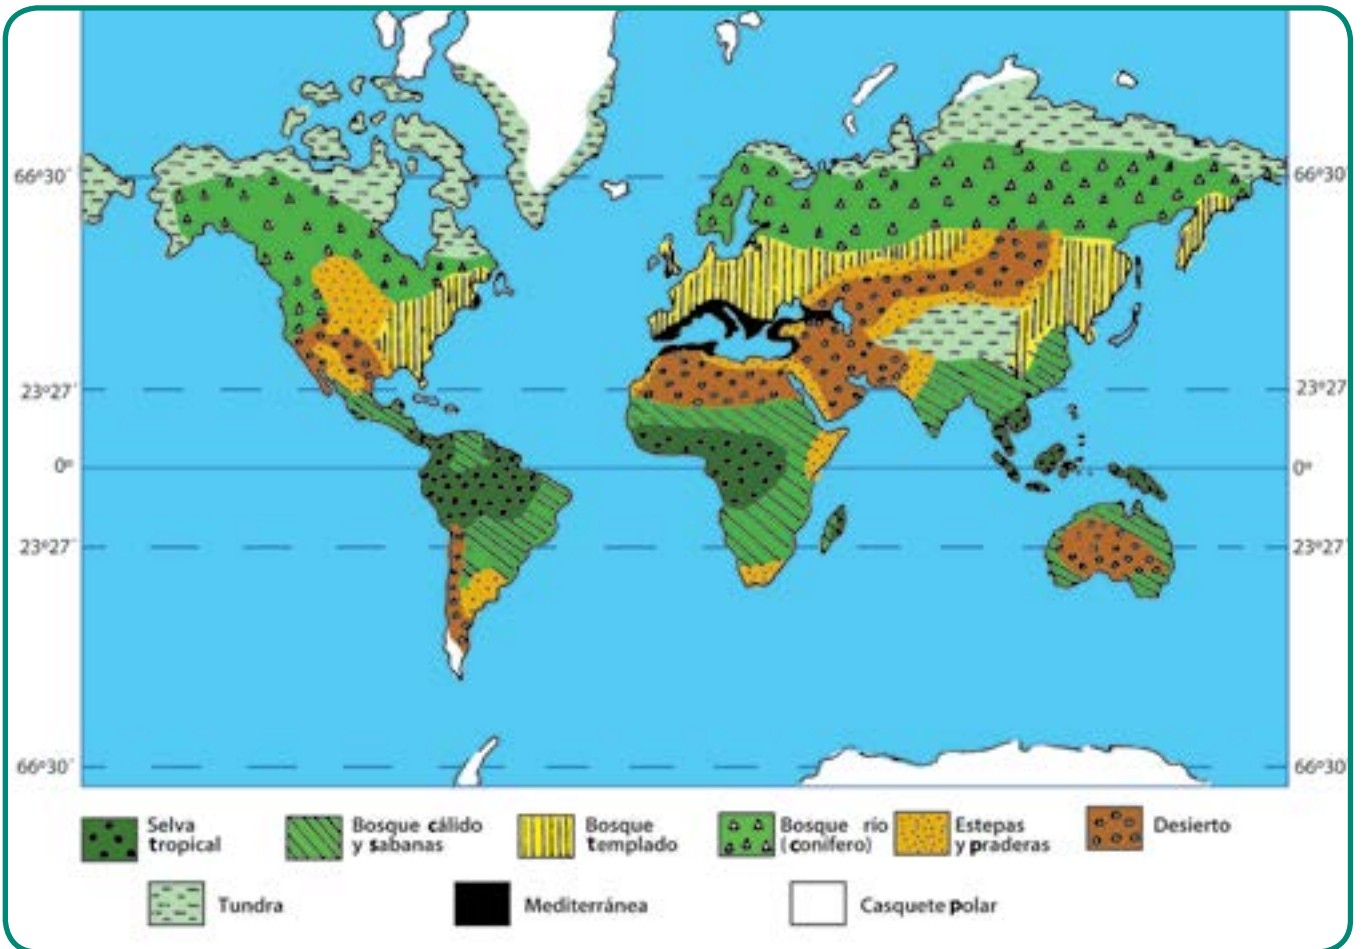 66º30´
66º30
23º27´
23º27´
0º
0º
23º27´
23º27´
66º30´
66º30
Selva
tropical
Bosque cálido
y sabanas
Bosque
templado
Bosque río
(conífero)
Estepas
y praderas
Desierto
Tundra
Mediterránea
Casquete polar